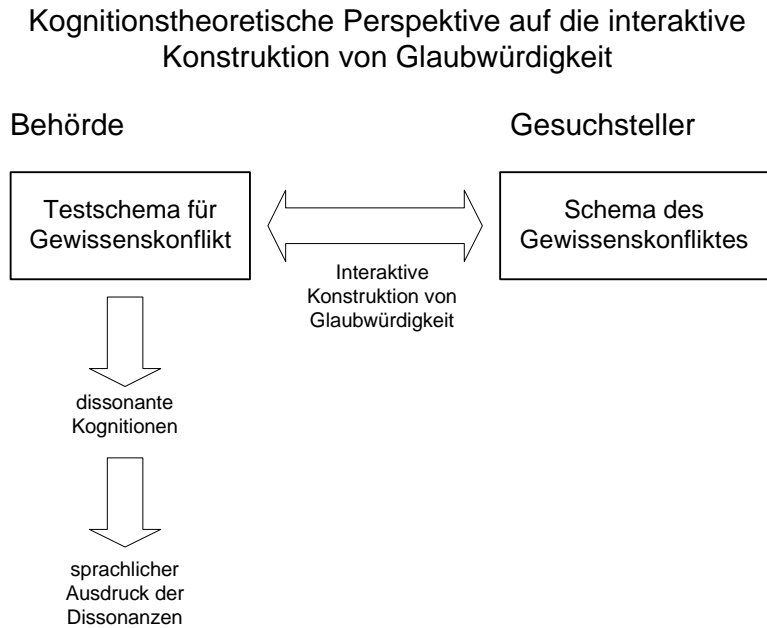 Kognitionstheoretische Perspektive auf die interaktive
Konstruktion von Glaubwürdigkeit
Behörde
Gesuchsteller
Testschema für
Gewissenskonflikt
Schema des
Gewissenskonfliktes
Interaktive
Konstruktion von
Glaubwürdigkeit
dissonante
Kognitionen
sprachlicher
Ausdruck der
Dissonanzen